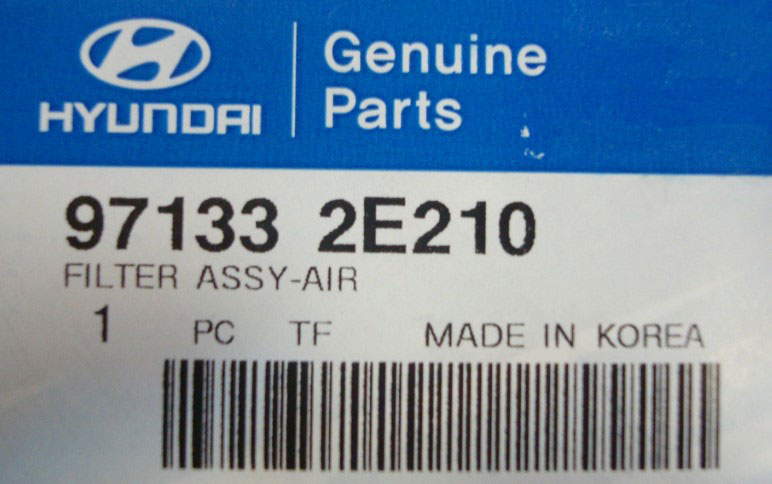 HYUNDAI
Genuine
Parts
97133 2E210
FILTER ASSY-AIR
1 PC TF MADE IN KOREA